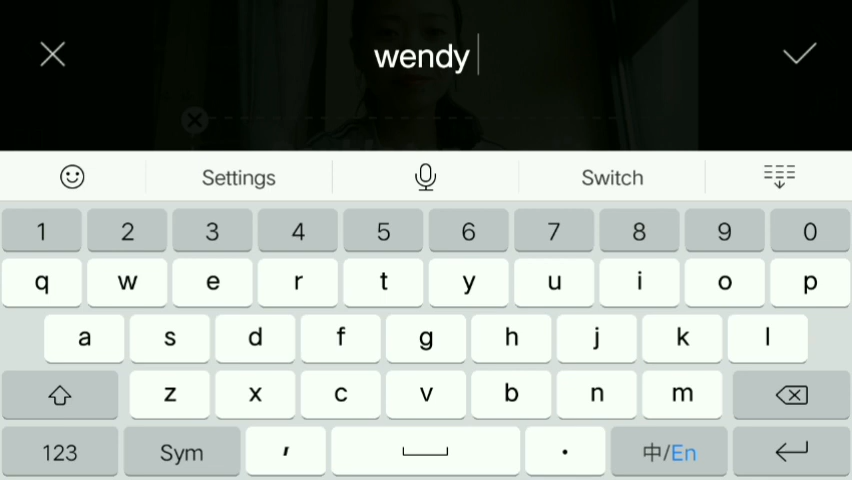 wendy
Settings
Switch
1 2 3 4 5 6 7 8 9 0
q w e r t y u i o p
a s d f g h j k l
z x c v b n m
123 Sym ' . 中/En